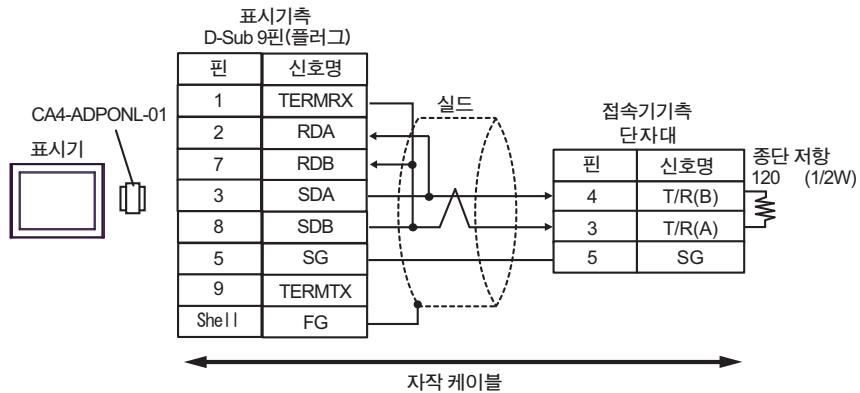 표시기측
D-Sub 9핀(플러그)
핀 신호명
1 TERMRX
2 RDA
7 RDB
3 SDA
8 SDB
5 SG
9 TERMTX
Shell FG
CA4-ADPONL-01
표시기
실드
접속기기측
단자대
핀 신호명
4 T/R(B)
3 T/R(A)
5 SG
종단 저항
120 (1/2W)
자작 케이블